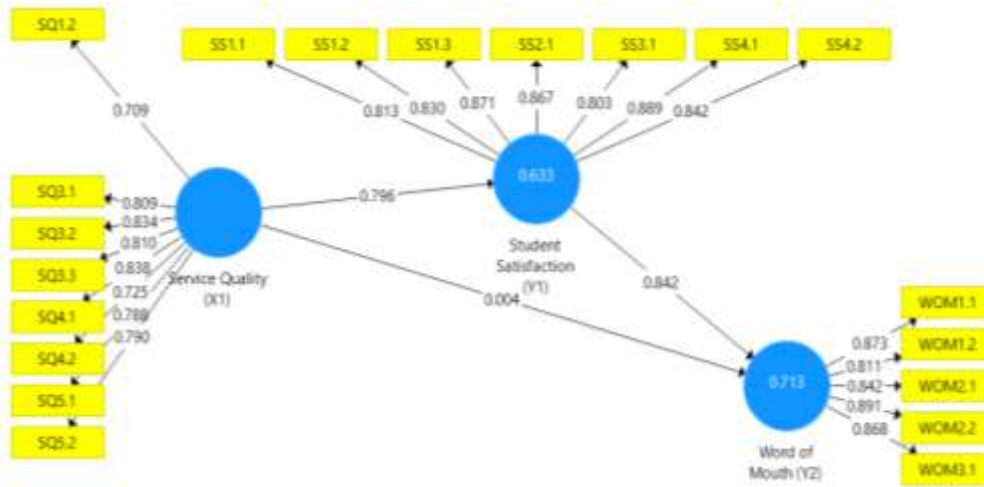 SQ1.2
SS1.1
SS1.2
SS1.3
SS2.1
SS3.1
SS4.1
SS4.2
0.813
0.830
0.871
0.867
0.803
0.889
0.842
0.709
0.633
SQ3.1
SQ3.2
SQ3.3
SQ4.1
SQ4.2
SQ5.1
SQ5.2
0.809
0.834
0.810
0.838
0.725
0.788
0.790
Service Quality
(X1)
0.796
0.004
Student
Satisfaction
(Y1)
0.842
0.713
Word of
Mouth (Y2)
0.873
0.811
0.842
0.891
0.868
WOM1.1
WOM1.2
WOM2.1
WOM2.2
WOM3.1